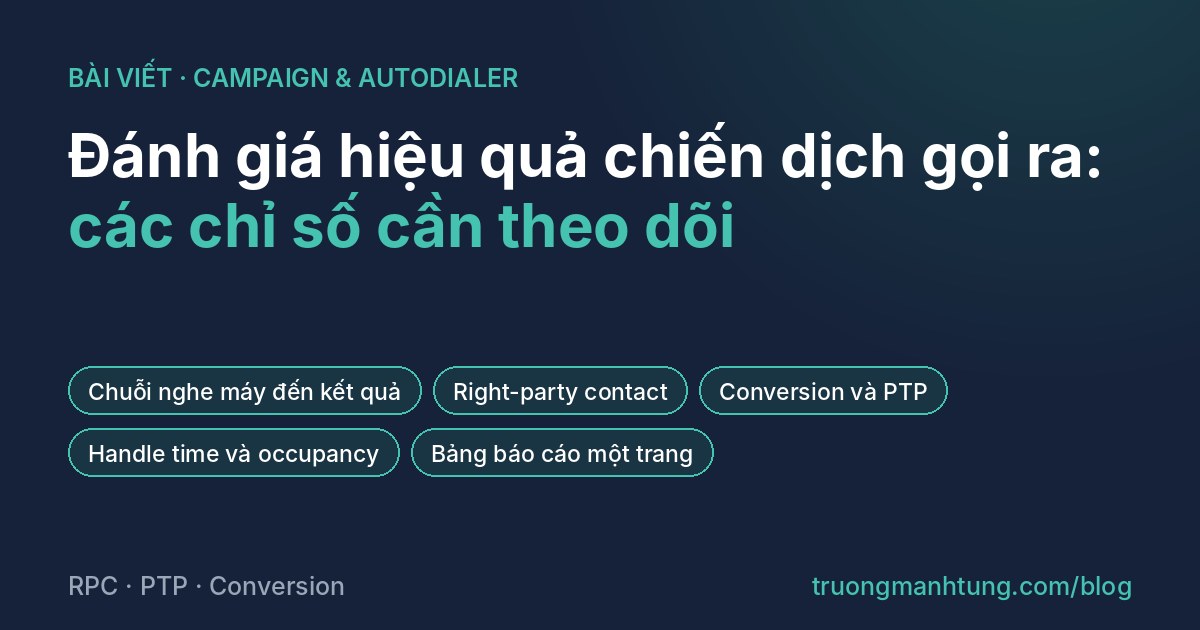 BÀI VIẾT · CAMPAIGN & AUTODIALER
Đánh giá hiệu quả chiến dịch gọi ra:
các chỉ số cần theo dõi
Chuỗi nghe máy đến kết quả
Right-party contact
Conversion và PTP
Handle time và occupancy
Bảng báo cáo một trang
RPC · PTP · Conversion
truongmanhtung.com/blog